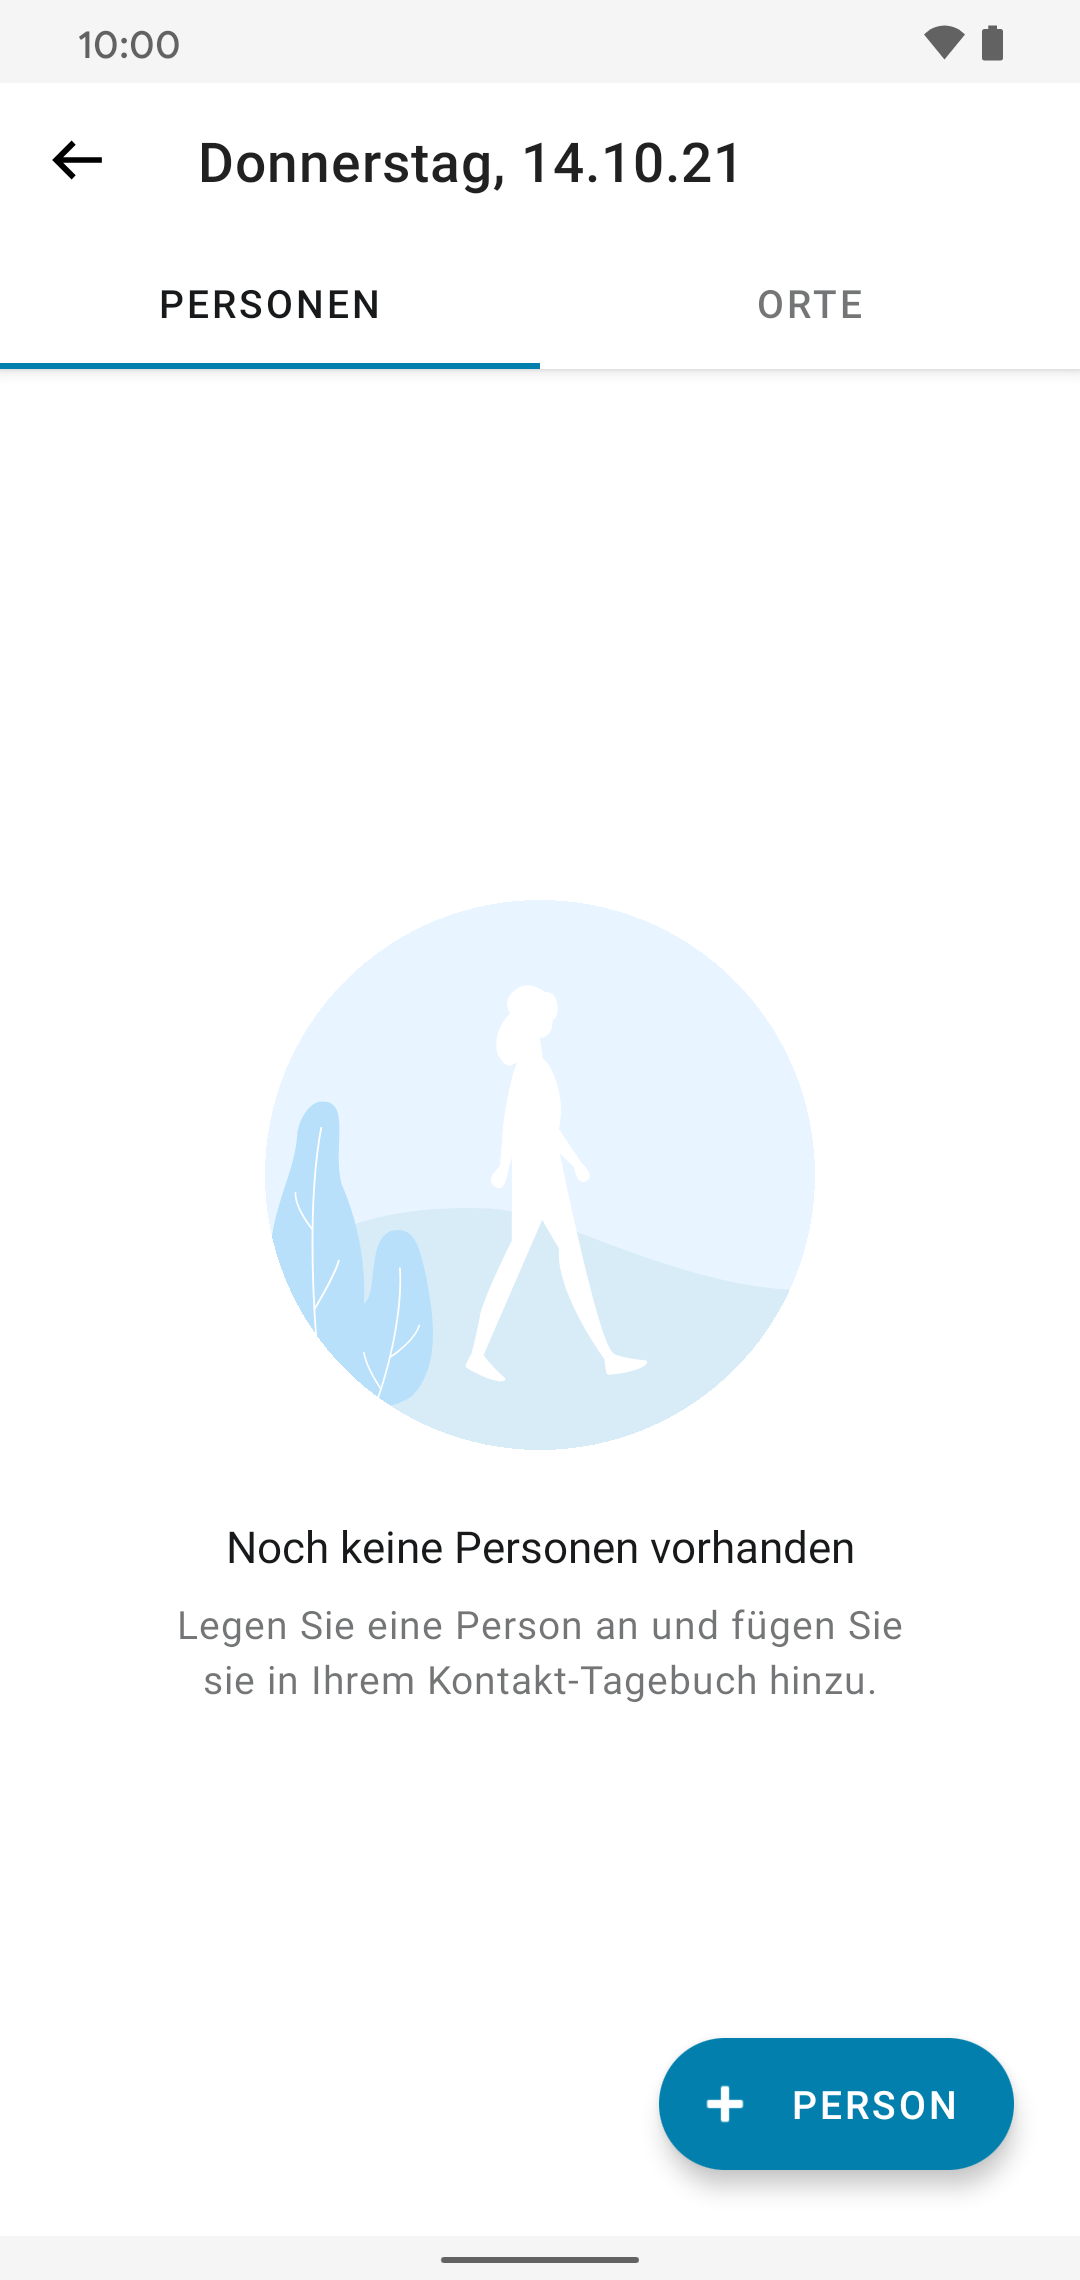 10:00
Donnerstag, 14.10.21
PERSONEN
ORTE
Noch keine Personen vorhanden
Legen Sie eine Person an und fügen Sie
sie in Ihrem Kontakt-Tagebuch hinzu.
PERSON